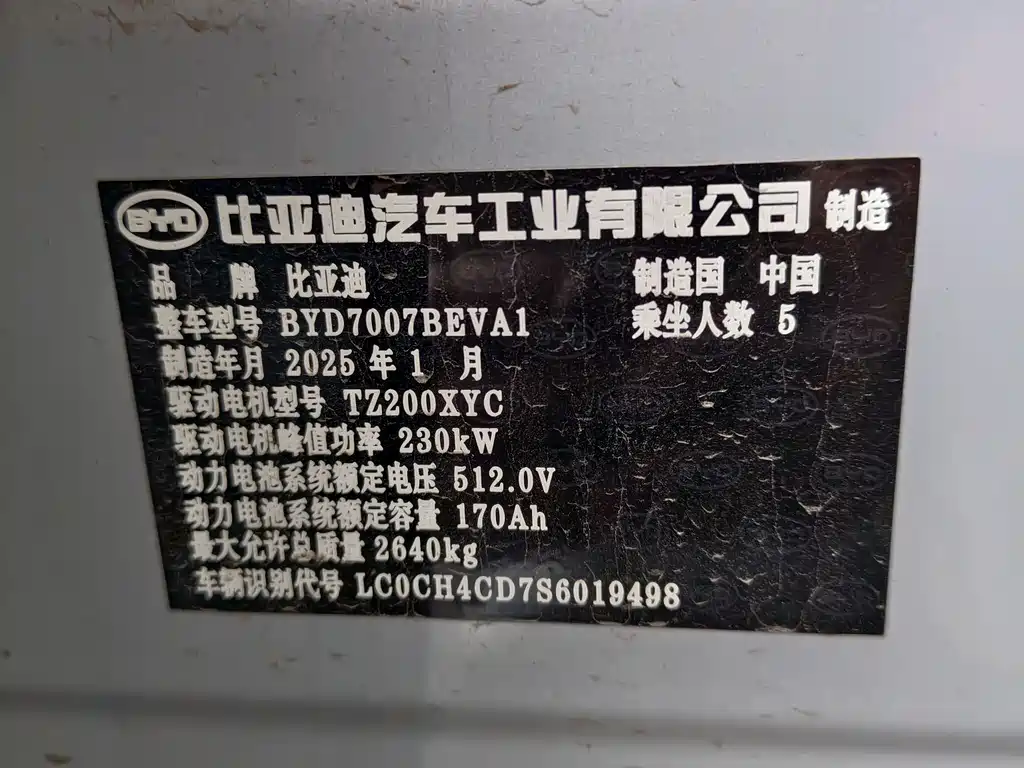 BYD 比亚迪汽车工业有限公司 制造
品 牌 比亚迪 制造国 中国
整车型号 BYD7007BEVA1 乘坐人数 5
制造年月 2025 年 1 月
驱动电机型号 TZ200XYC
驱动电机峰值功率 230kW
动力电池系统额定电压 512.0V
动力电池系统额定容量 170Ah
最大允许总质量 2640kg
车辆识别代号 LC0CH4CD7S6019498